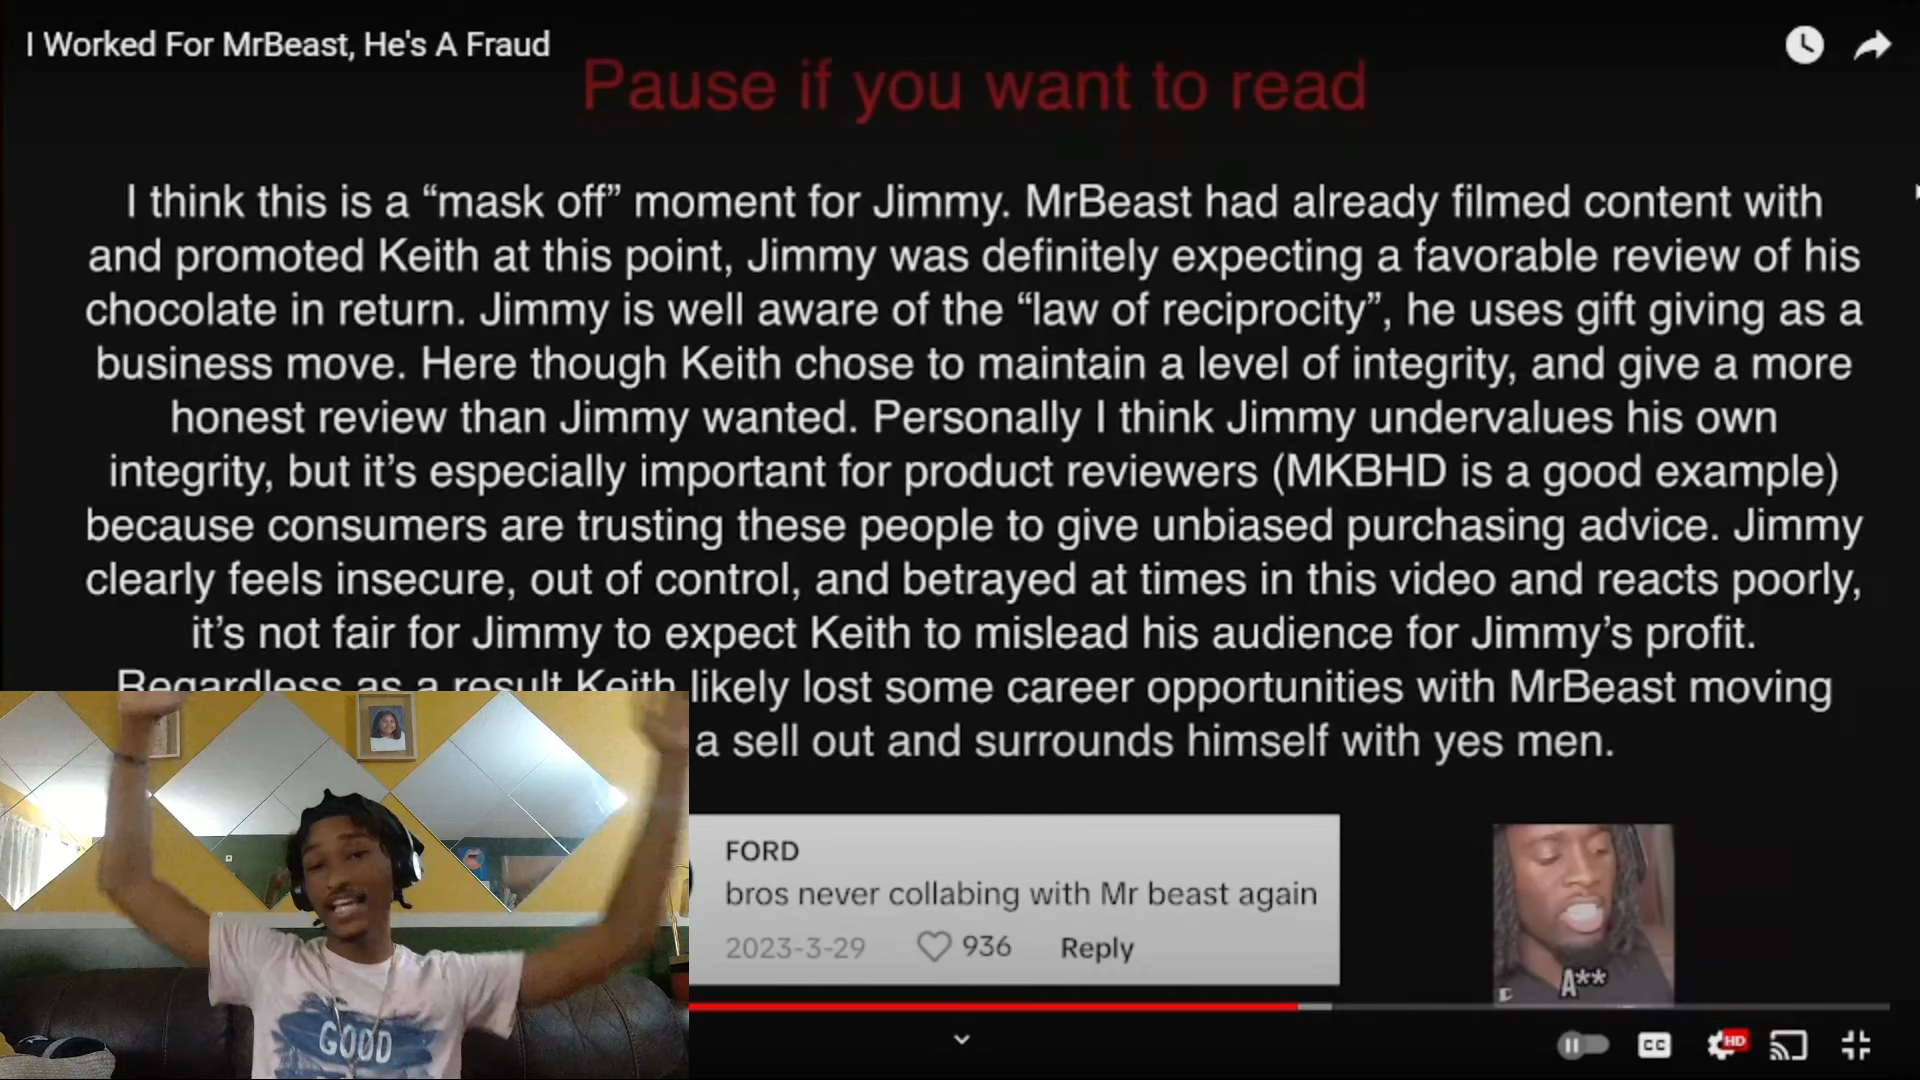 I Worked For MrBeast, He's A Fraud
Pause if you want to read
I think this is a “mask off” moment for Jimmy. MrBeast had already filmed content with
and promoted Keith at this point, Jimmy was definitely expecting a favorable review of his
chocolate in return. Jimmy is well aware of the “law of reciprocity”, he uses gift giving as a
business move. Here though Keith chose to maintain a level of integrity, and give a more
honest review than Jimmy wanted. Personally I think Jimmy undervalues his own
integrity, but it’s especially important for product reviewers (MKBHD is a good example)
because consumers are trusting these people to give unbiased purchasing advice. Jimmy
clearly feels insecure, out of control, and betrayed at times in this video and reacts poorly,
it’s not fair for Jimmy to expect Keith to mislead his audience for Jimmy’s profit.
Regardless as a result Keith likely lost some career opportunities with MrBeast moving
a sell out and surrounds himself with yes men.
FORD
bros never collabing with Mr beast again
2023-3-29 936 Reply
A**
GOOD
CC
HD